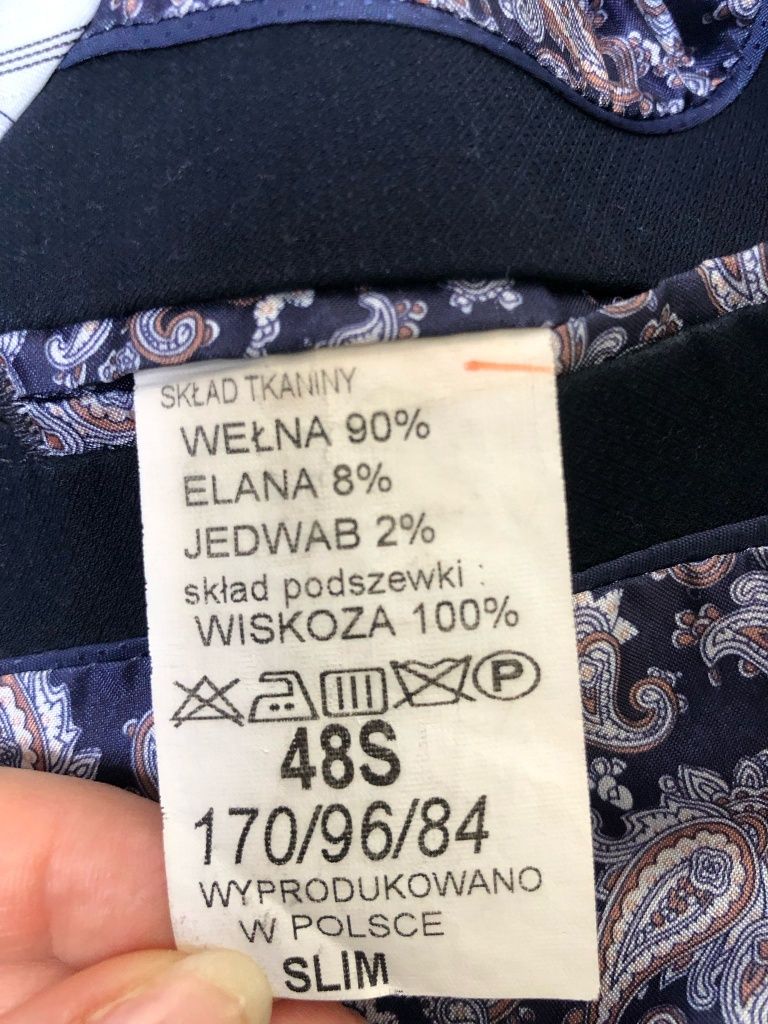 SKŁAD TKANINY
WEŁNA 90%
ELANA 8%
JEDWAB 2%
skład podszewki :
WISKOZA 100%
P
48S
170/96/84
WYPRODUKOWANO
W POLSCE
SLIM